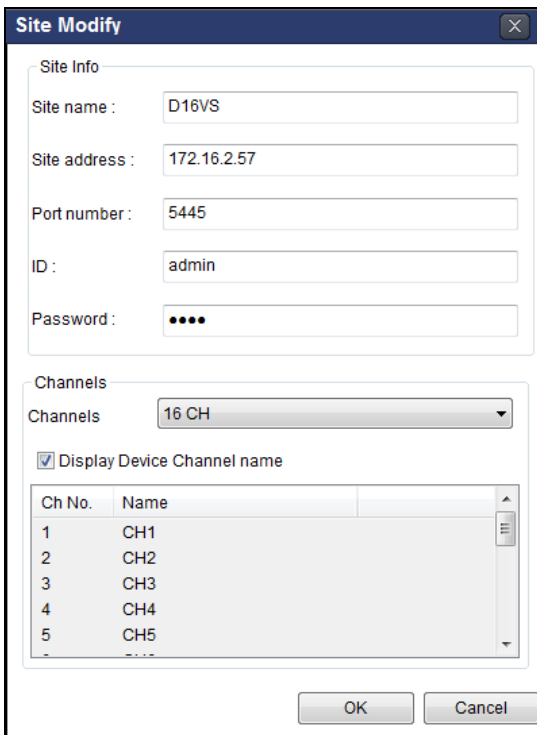 Site Modify
Site Info
Site name : D16VS
Site address : 172.16.2.57
Port number : 5445
ID : admin
Password : ●●●●
Channels
Channels 16 CH
Display Device Channel name
Ch No. Name
1 CH1
2 CH2
3 CH3
4 CH4
5 CH5
OK Cancel